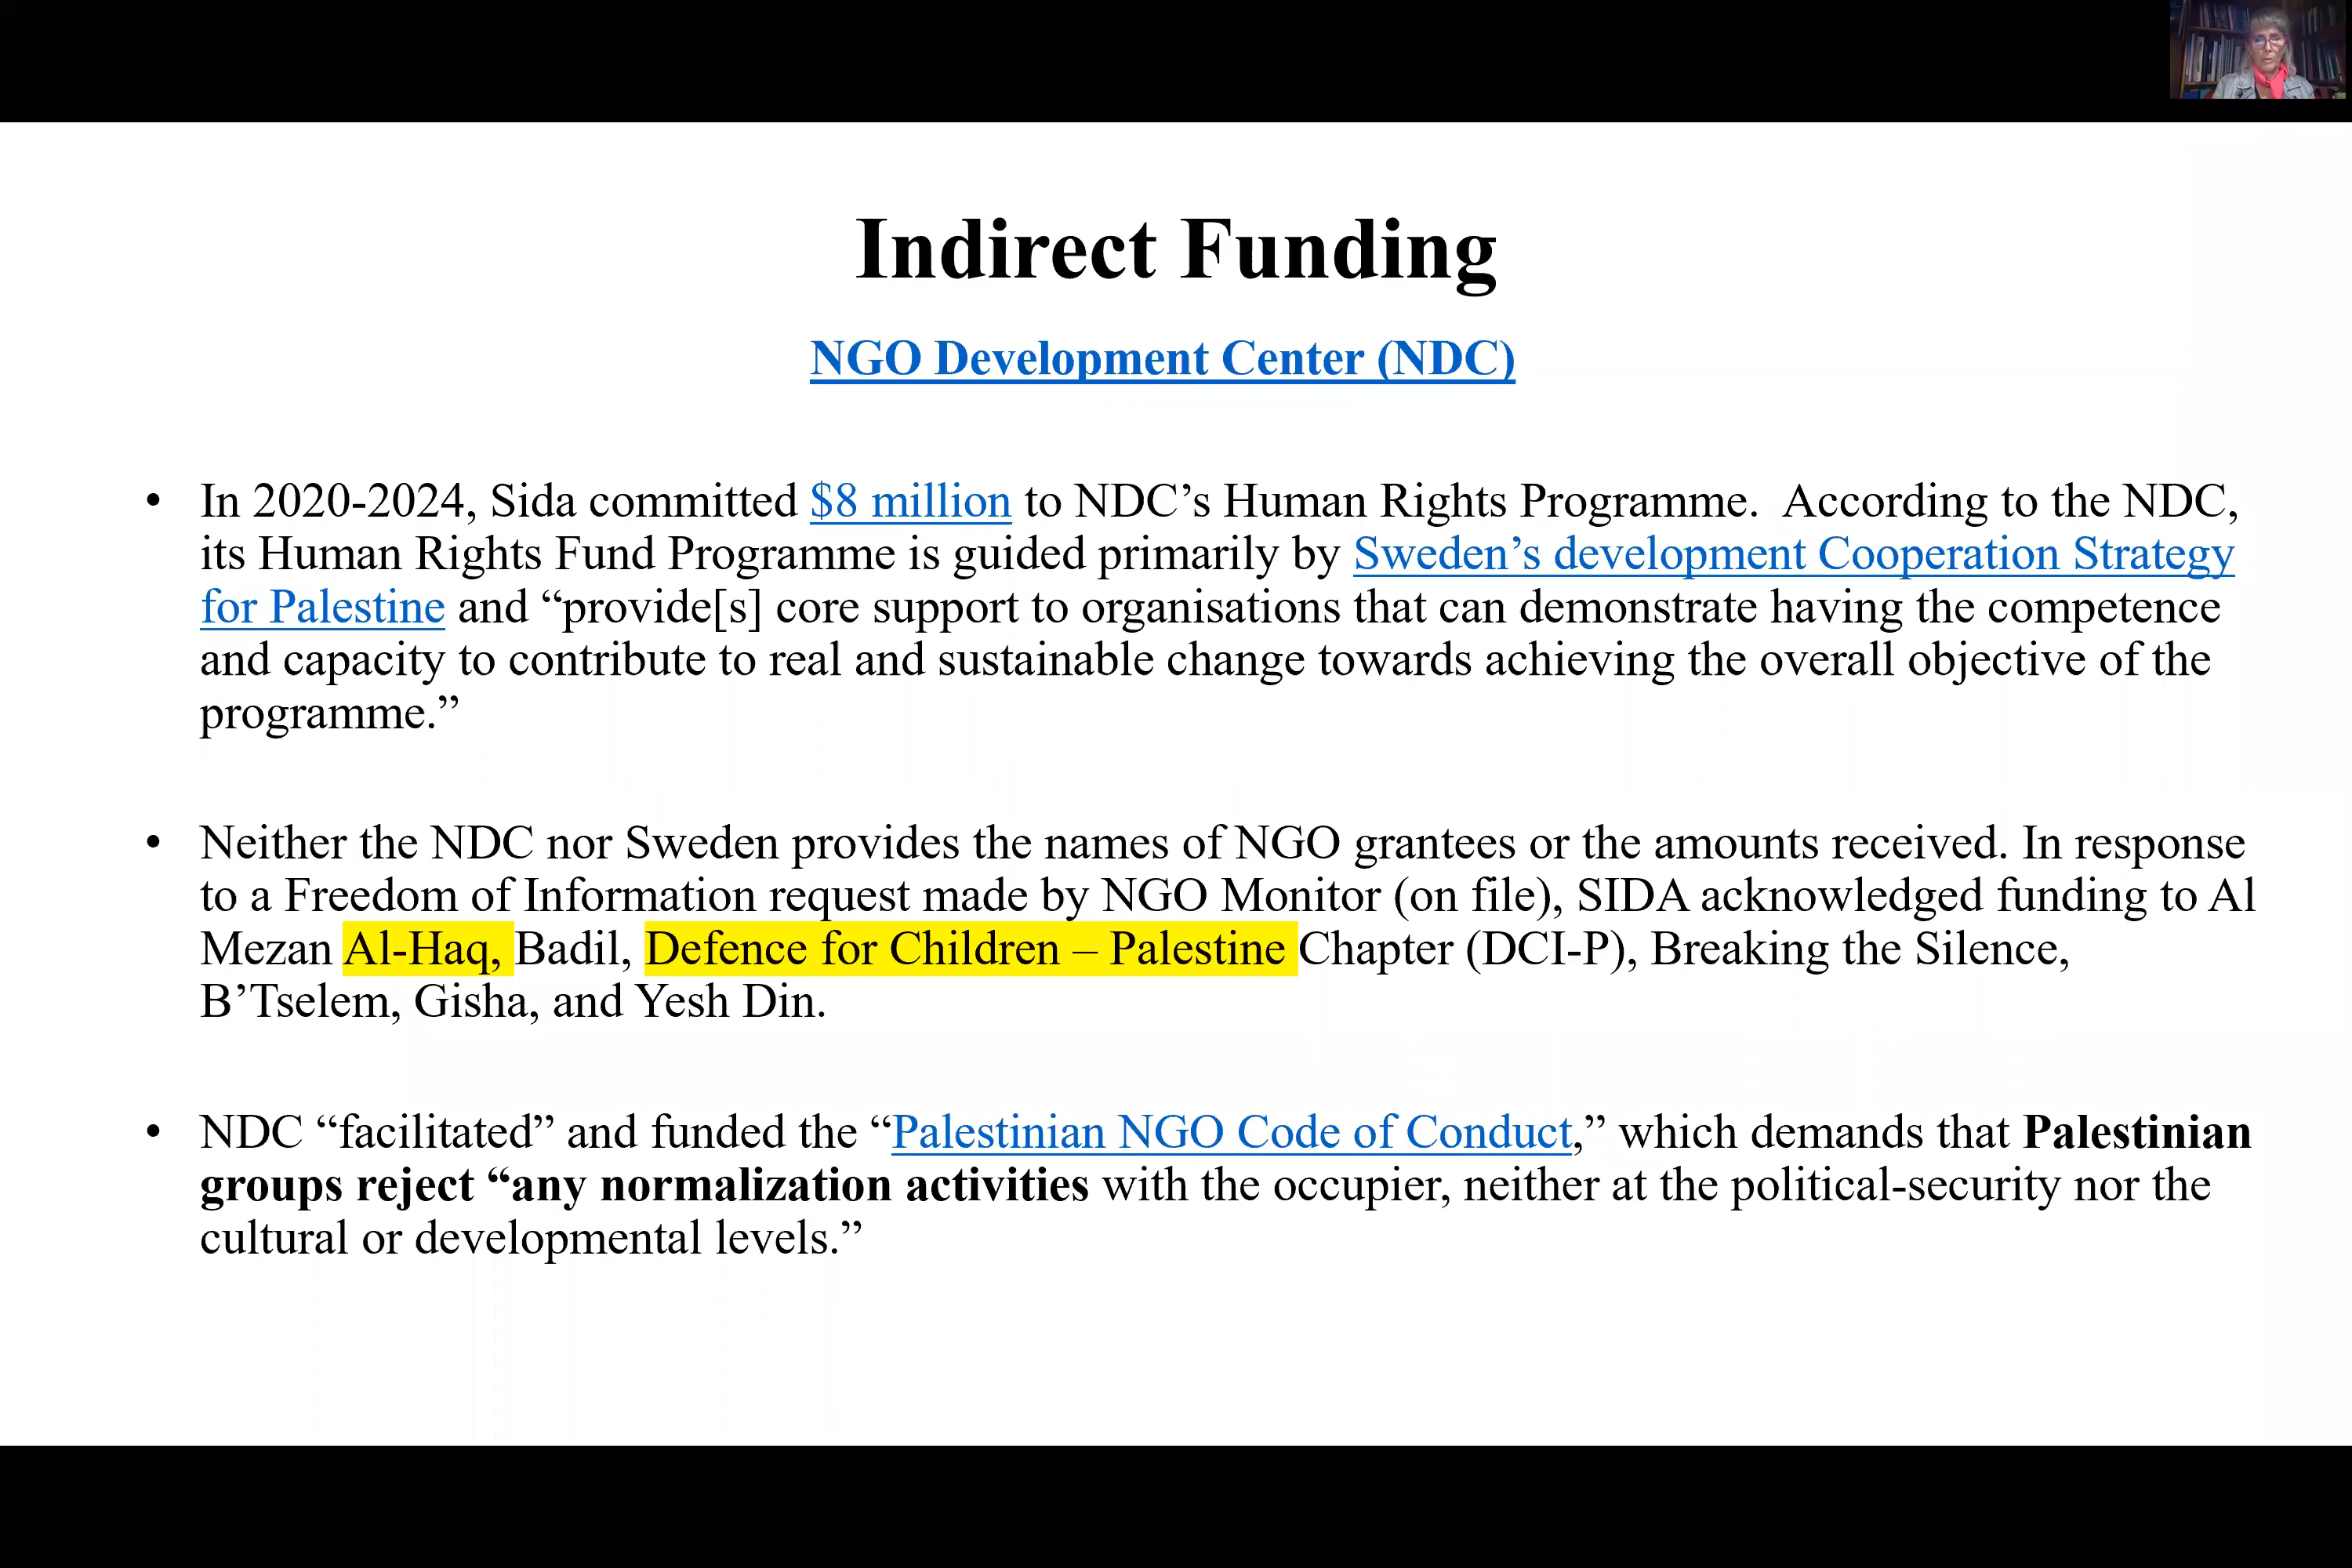 Indirect Funding
NGO Development Center (NDC)
• In 2020-2024, Sida committed $8 million to NDC’s Human Rights Programme.  According to the NDC,
its Human Rights Fund Programme is guided primarily by Sweden’s development Cooperation Strategy
for Palestine and “provide[s] core support to organisations that can demonstrate having the competence
and capacity to contribute to real and sustainable change towards achieving the overall objective of the
programme.”
• Neither the NDC nor Sweden provides the names of NGO grantees or the amounts received. In response
to a Freedom of Information request made by NGO Monitor (on file), SIDA acknowledged funding to Al
Mezan Al-Haq, Badil, Defence for Children – Palestine Chapter (DCI-P), Breaking the Silence,
B’Tselem, Gisha, and Yesh Din.
• NDC “facilitated” and funded the “Palestinian NGO Code of Conduct,” which demands that Palestinian
groups reject “any normalization activities with the occupier, neither at the political-security nor the
cultural or developmental levels.”